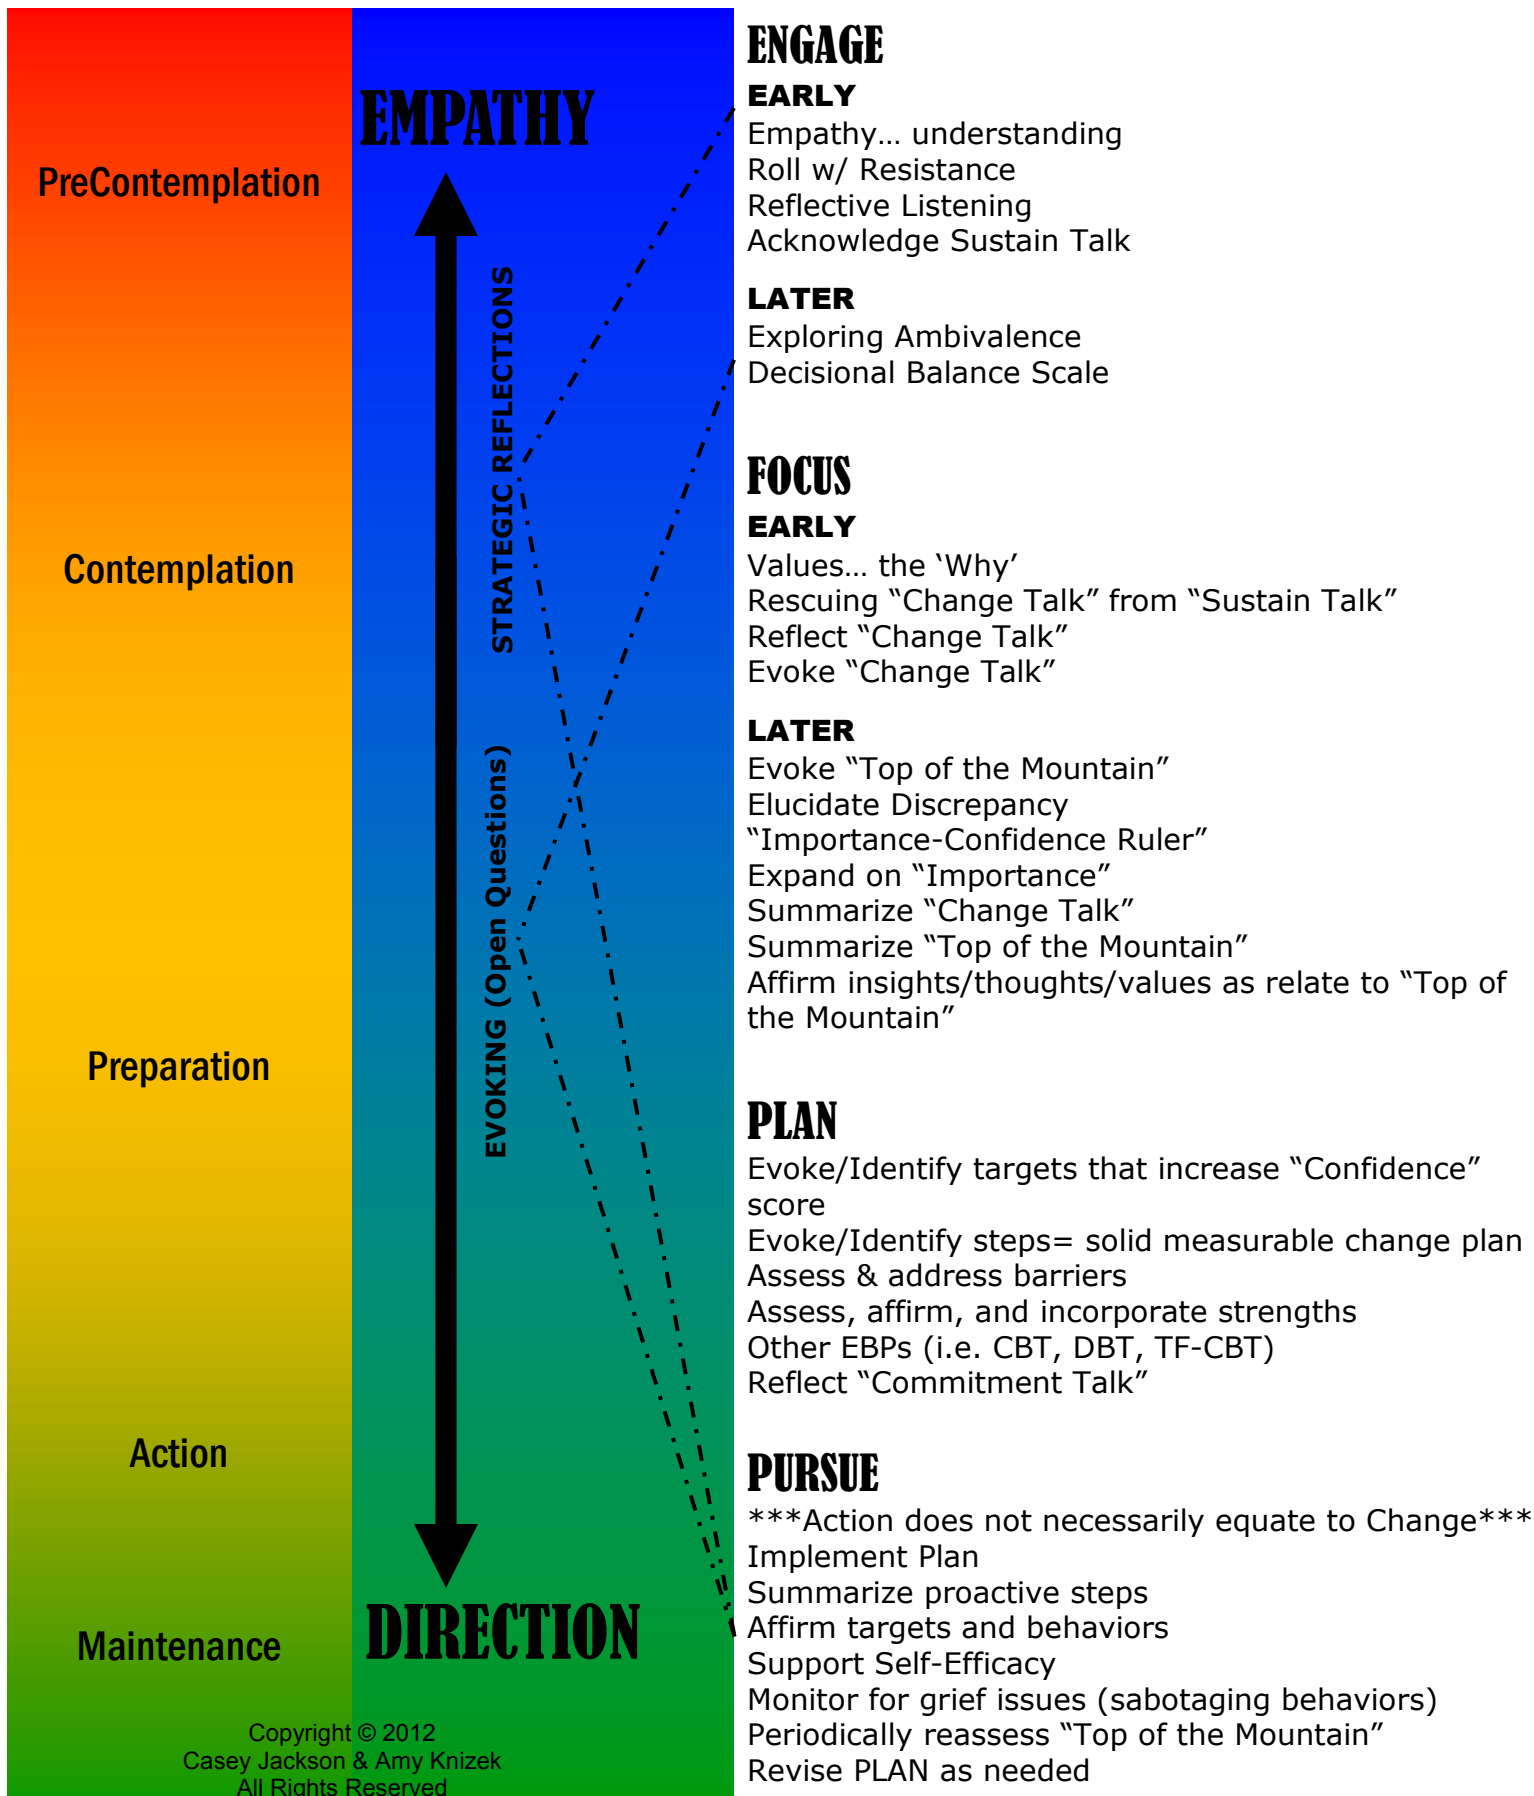 PreContemplation
Contemplation
Preparation
Action
Maintenance
EMPATHY
STRATEGIC REFLECTIONS
EVOKING (Open Questions)
DIRECTION
Copyright © 2012
Casey Jackson & Amy Knizek
All Rights Reserved
ENGAGE
EARLY
Empathy... understanding
Roll w/ Resistance
Reflective Listening
Acknowledge Sustain Talk
LATER
Exploring Ambivalence
Decisional Balance Scale
FOCUS
EARLY
Values... the ‘Why’
Rescuing “Change Talk” from “Sustain Talk”
Reflect “Change Talk”
Evoke “Change Talk”
LATER
Evoke “Top of the Mountain”
Elucidate Discrepancy
“Importance-Confidence Ruler”
Expand on “Importance”
Summarize “Change Talk”
Summarize “Top of the Mountain”
Affirm insights/thoughts/values as relate to “Top of
the Mountain”
PLAN
Evoke/Identify targets that increase “Confidence”
score
Evoke/Identify steps= solid measurable change plan
Assess & address barriers
Assess, affirm, and incorporate strengths
Other EBPs (i.e. CBT, DBT, TF-CBT)
Reflect “Commitment Talk”
PURSUE
***Action does not necessarily equate to Change***
Implement Plan
Summarize proactive steps
Affirm targets and behaviors
Support Self-Efficacy
Monitor for grief issues (sabotaging behaviors)
Periodically reassess “Top of the Mountain”
Revise PLAN as needed